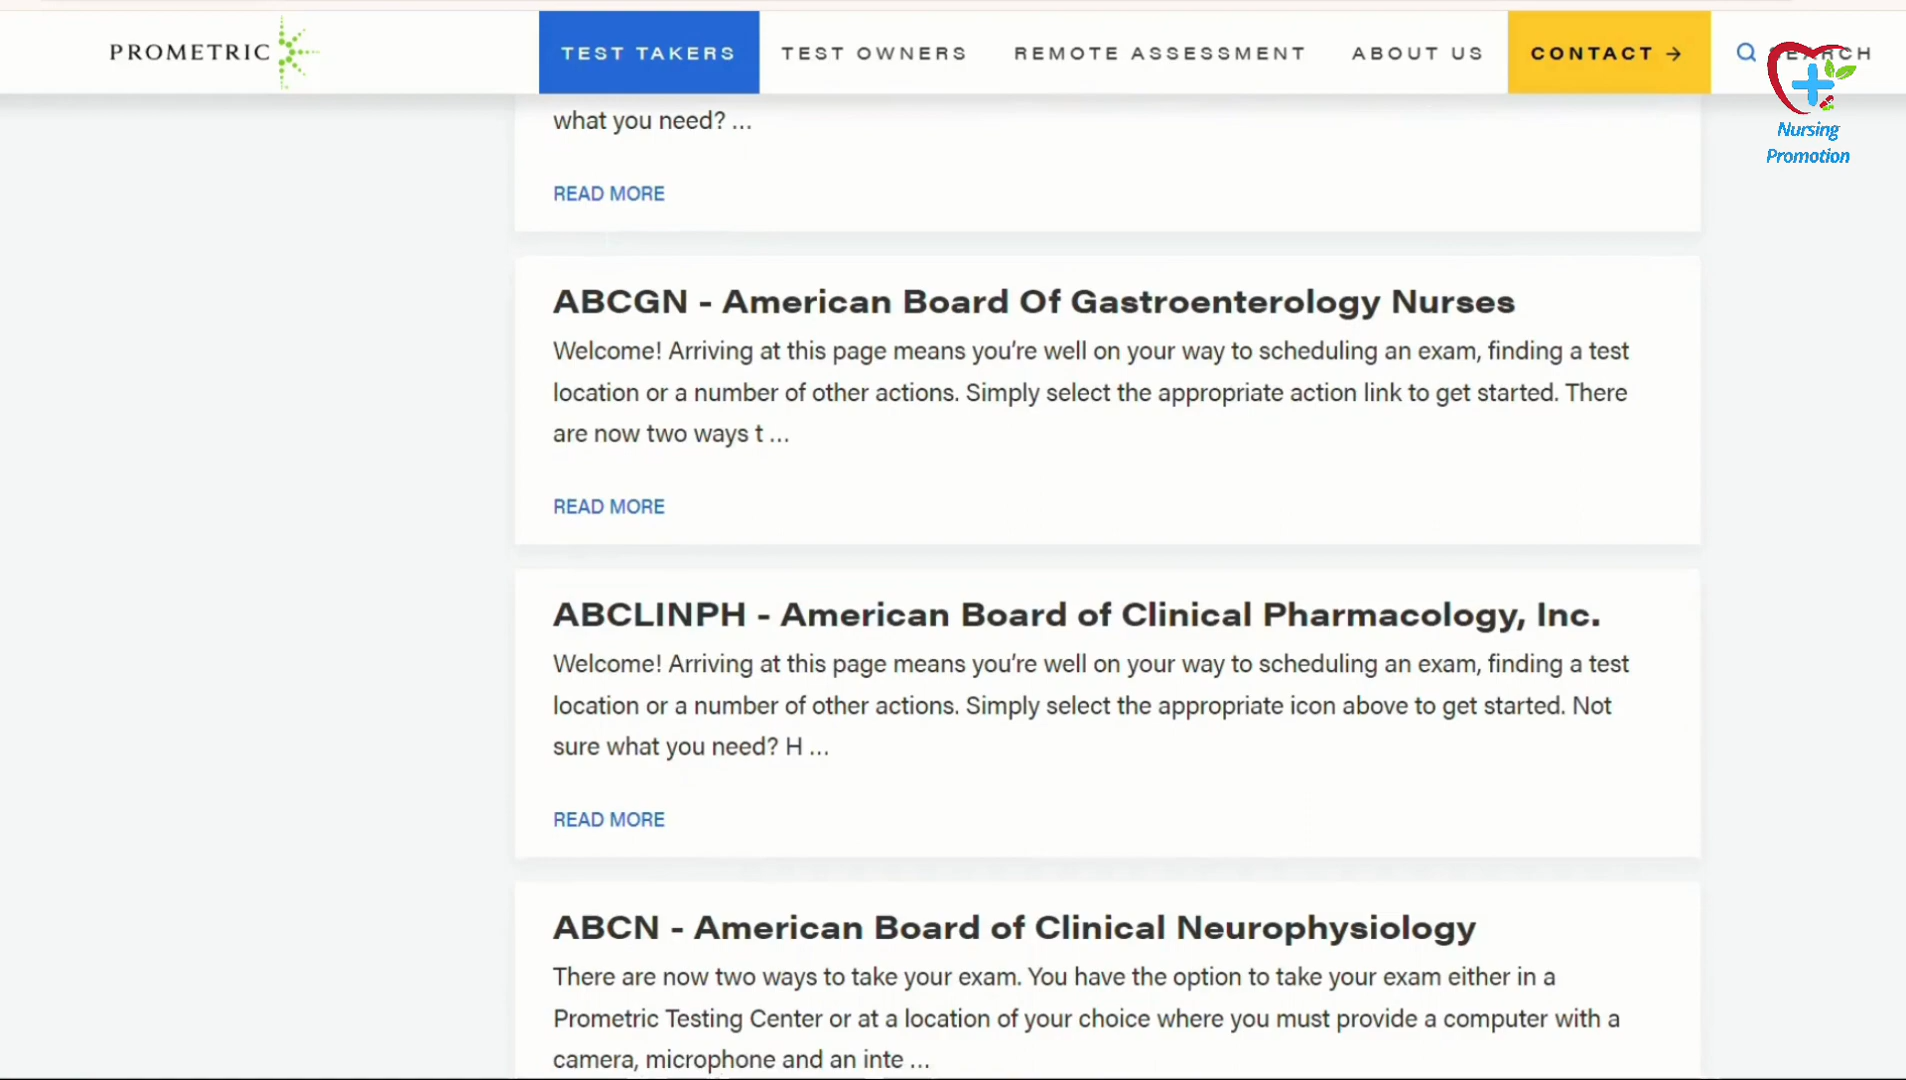 PROMETRIC
TEST TAKERS
TEST OWNERS
REMOTE ASSESSMENT
ABOUT US
CONTACT →
SEARCH
Nursing
Promotion
what you need? ...
READ MORE
ABCGN - American Board Of Gastroenterology Nurses
Welcome! Arriving at this page means you’re well on your way to scheduling an exam, finding a test
location or a number of other actions. Simply select the appropriate action link to get started. There
are now two ways t ...
READ MORE
ABCLINPH - American Board of Clinical Pharmacology, Inc.
Welcome! Arriving at this page means you’re well on your way to scheduling an exam, finding a test
location or a number of other actions. Simply select the appropriate icon above to get started. Not
sure what you need? H ...
READ MORE
ABCN - American Board of Clinical Neurophysiology
There are now two ways to take your exam. You have the option to take your exam either in a
Prometric Testing Center or at a location of your choice where you must provide a computer with a
camera, microphone and an inte ...